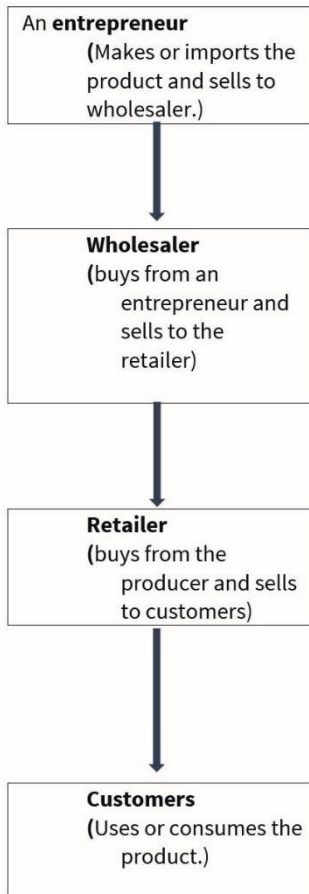 An entrepreneur
(Makes or imports the
product and sells to
wholesaler.)
Wholesaler
(buys from an
entrepreneur and
sells to the
retailer)
Retailer
(buys from the
producer and sells
to customers)
Customers
(Uses or consumes the
product.)